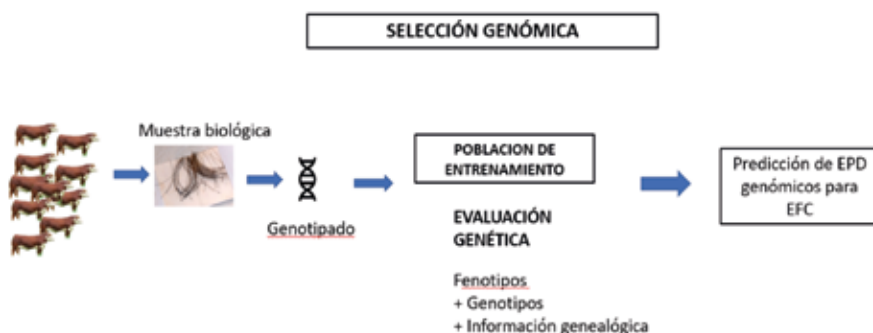 SELECCIÓN GENÓMICA
Muestra biológica
Genotipado
POBLACION DE
ENTRENAMIENTO
EVALUACIÓN
GENÉTICA
Fenotipos
+ Genotipos
+ Información genealógica
Predicción de EPD
genómicos para
EFC